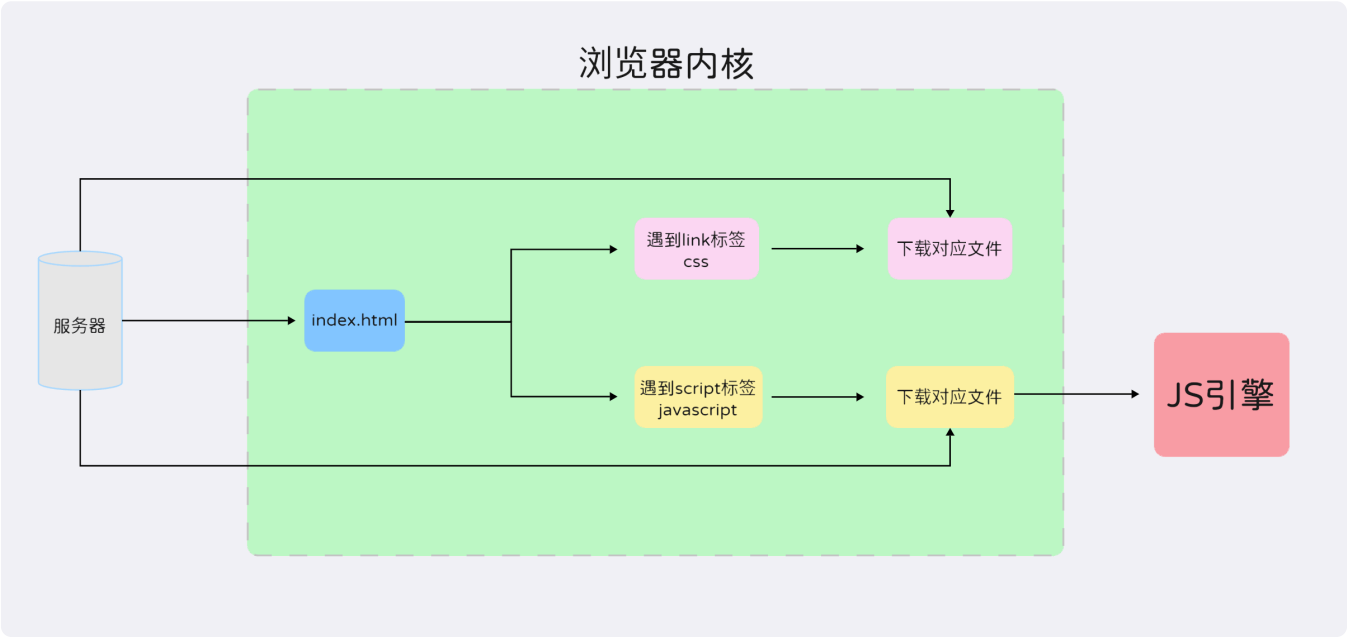 浏览器内核
遇到link标签
css
下载对应文件
服务器
index.html
遇到script标签
javascript
下载对应文件
JS引擎